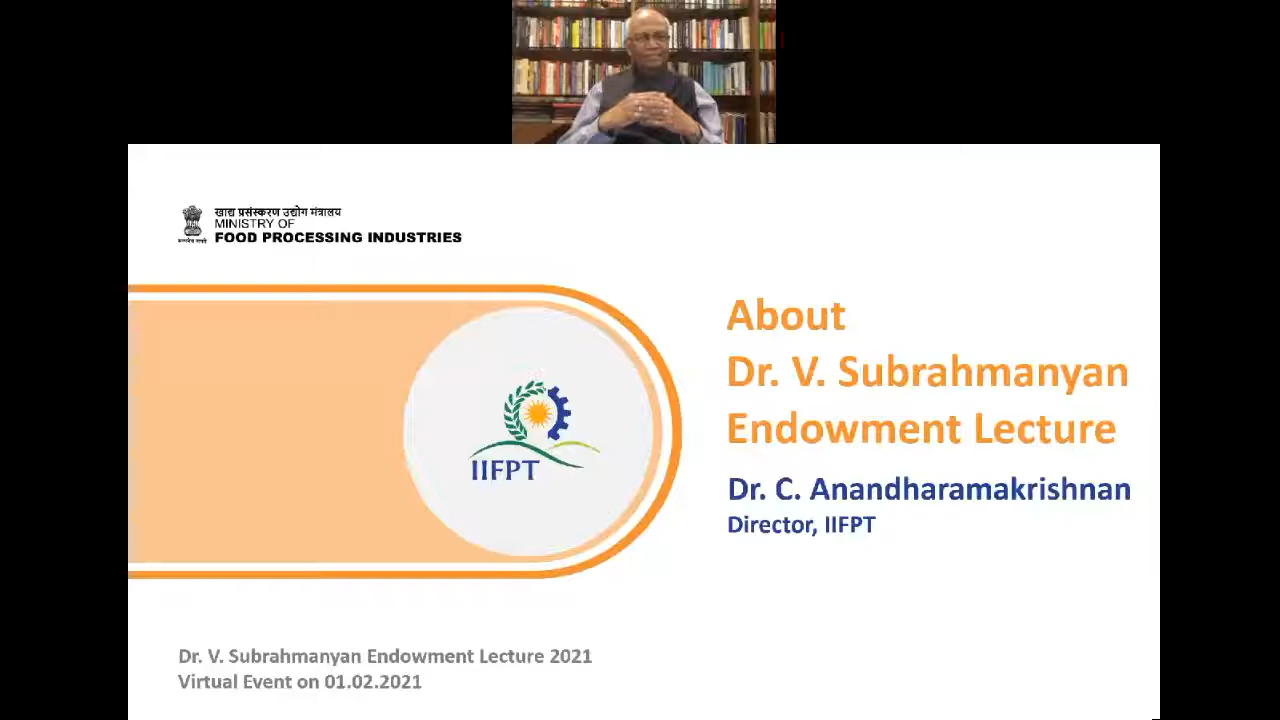 खाद्य प्रसंस्करण उद्योग मंत्रालय
MINISTRY OF
FOOD PROCESSING INDUSTRIES
About
Dr. V. Subrahmanyan
Endowment Lecture
Dr. C. Anandharamakrishnan
Director, IIFPT
IIFPT
Dr. V. Subrahmanyan Endowment Lecture 2021
Virtual Event on 01.02.2021